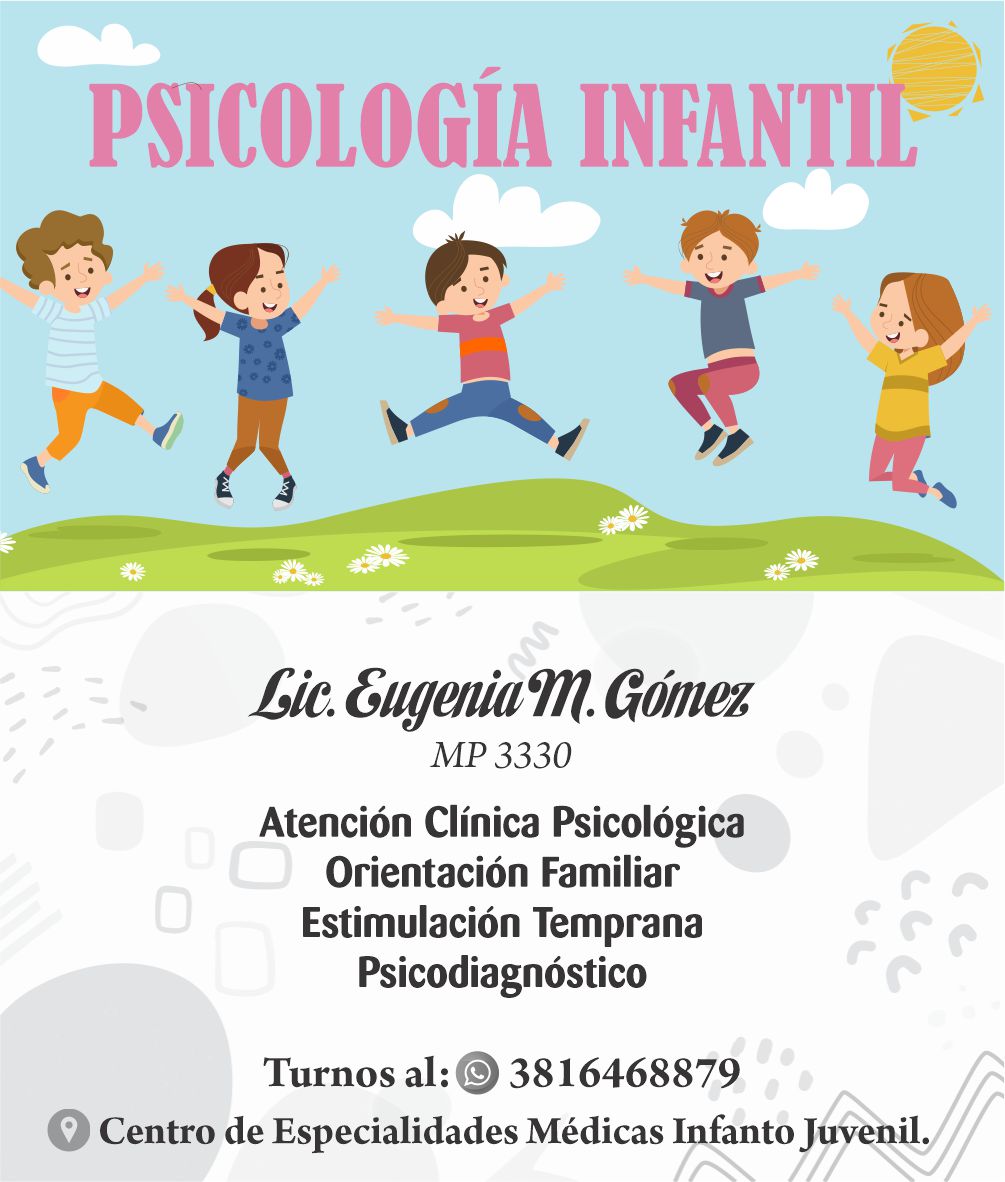 PSICOLOGÍA INFANTIL
Lic. Eugenia M. Gómez
MP 3330
Atención Clínica Psicológica
Orientación Familiar
Estimulación Temprana
Psicodiagnóstico
Turnos al: 3816468879
Centro de Especialidades Médicas Infanto Juvenil.